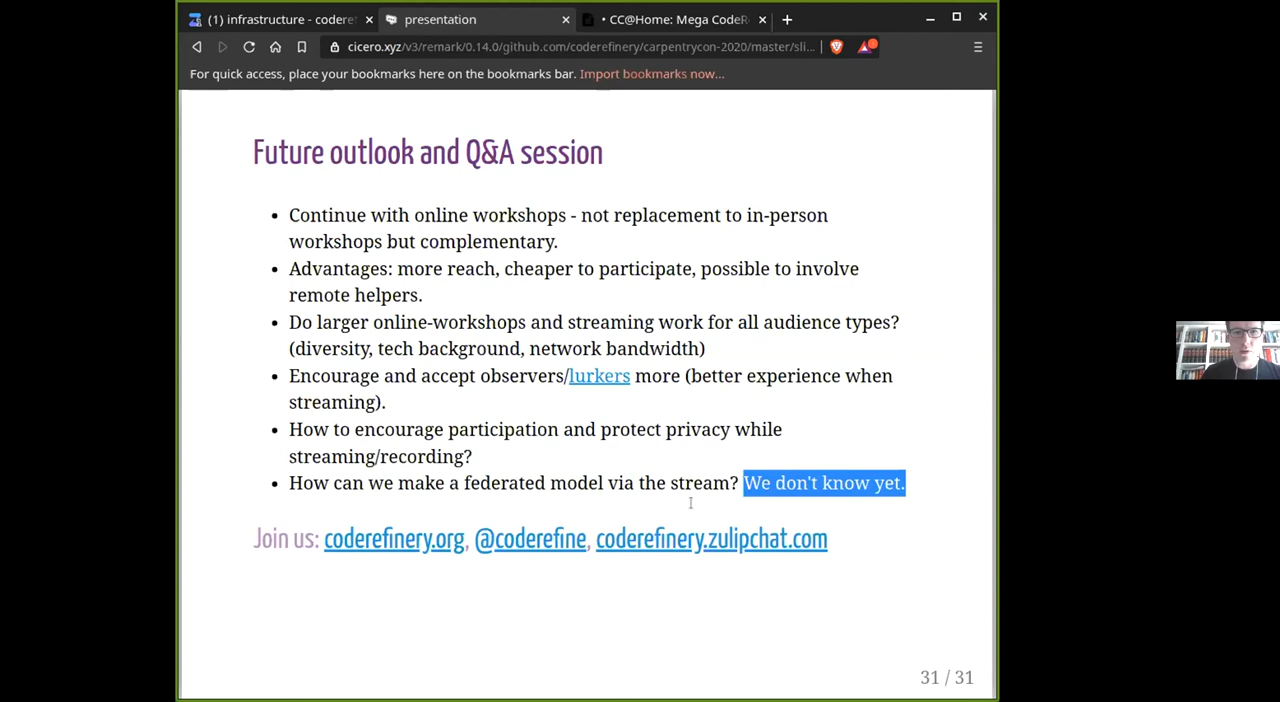 (1) infrastructure - coderef
presentation
• CC@Home: Mega CodeR
cicero.xyz/v3/remark/0.14.0/github.com/coderefinery/carpentrycon-2020/master/sli...
For quick access, place your bookmarks here on the bookmarks bar. Import bookmarks now...
Future outlook and Q&A session
• Continue with online workshops - not replacement to in-person
workshops but complementary.
• Advantages: more reach, cheaper to participate, possible to involve
remote helpers.
• Do larger online-workshops and streaming work for all audience types?
(diversity, tech background, network bandwidth)
• Encourage and accept observers/lurkers more (better experience when
streaming).
• How to encourage participation and protect privacy while
streaming/recording?
• How can we make a federated model via the stream? We don't know yet.
Join us: coderefinery.org, @coderefine, coderefinery.zulipchat.com
31 / 31